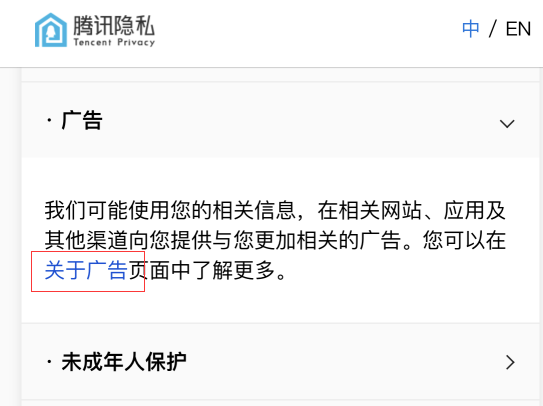 腾讯隐私
Tencent Privacy
中 / EN
· 广告
我们可能使用您的相关信息，在相关网站、应用及
其他渠道向您提供与您更加相关的广告。您可以在
关于广告页面中了解更多。
· 未成年人保护